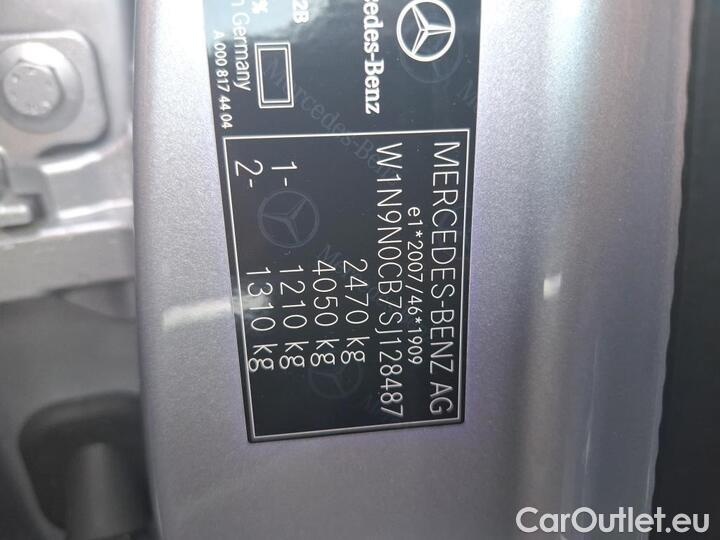 MERCEDES-BENZ AG
e1*2007/46*1909
W1N9N0CB7SJ128487
2470 kg
4050 kg
1- 1210 kg
2- 1310 kg
Mercedes-Benz
Germany
A 000 817 44 04
CarOutlet.eu